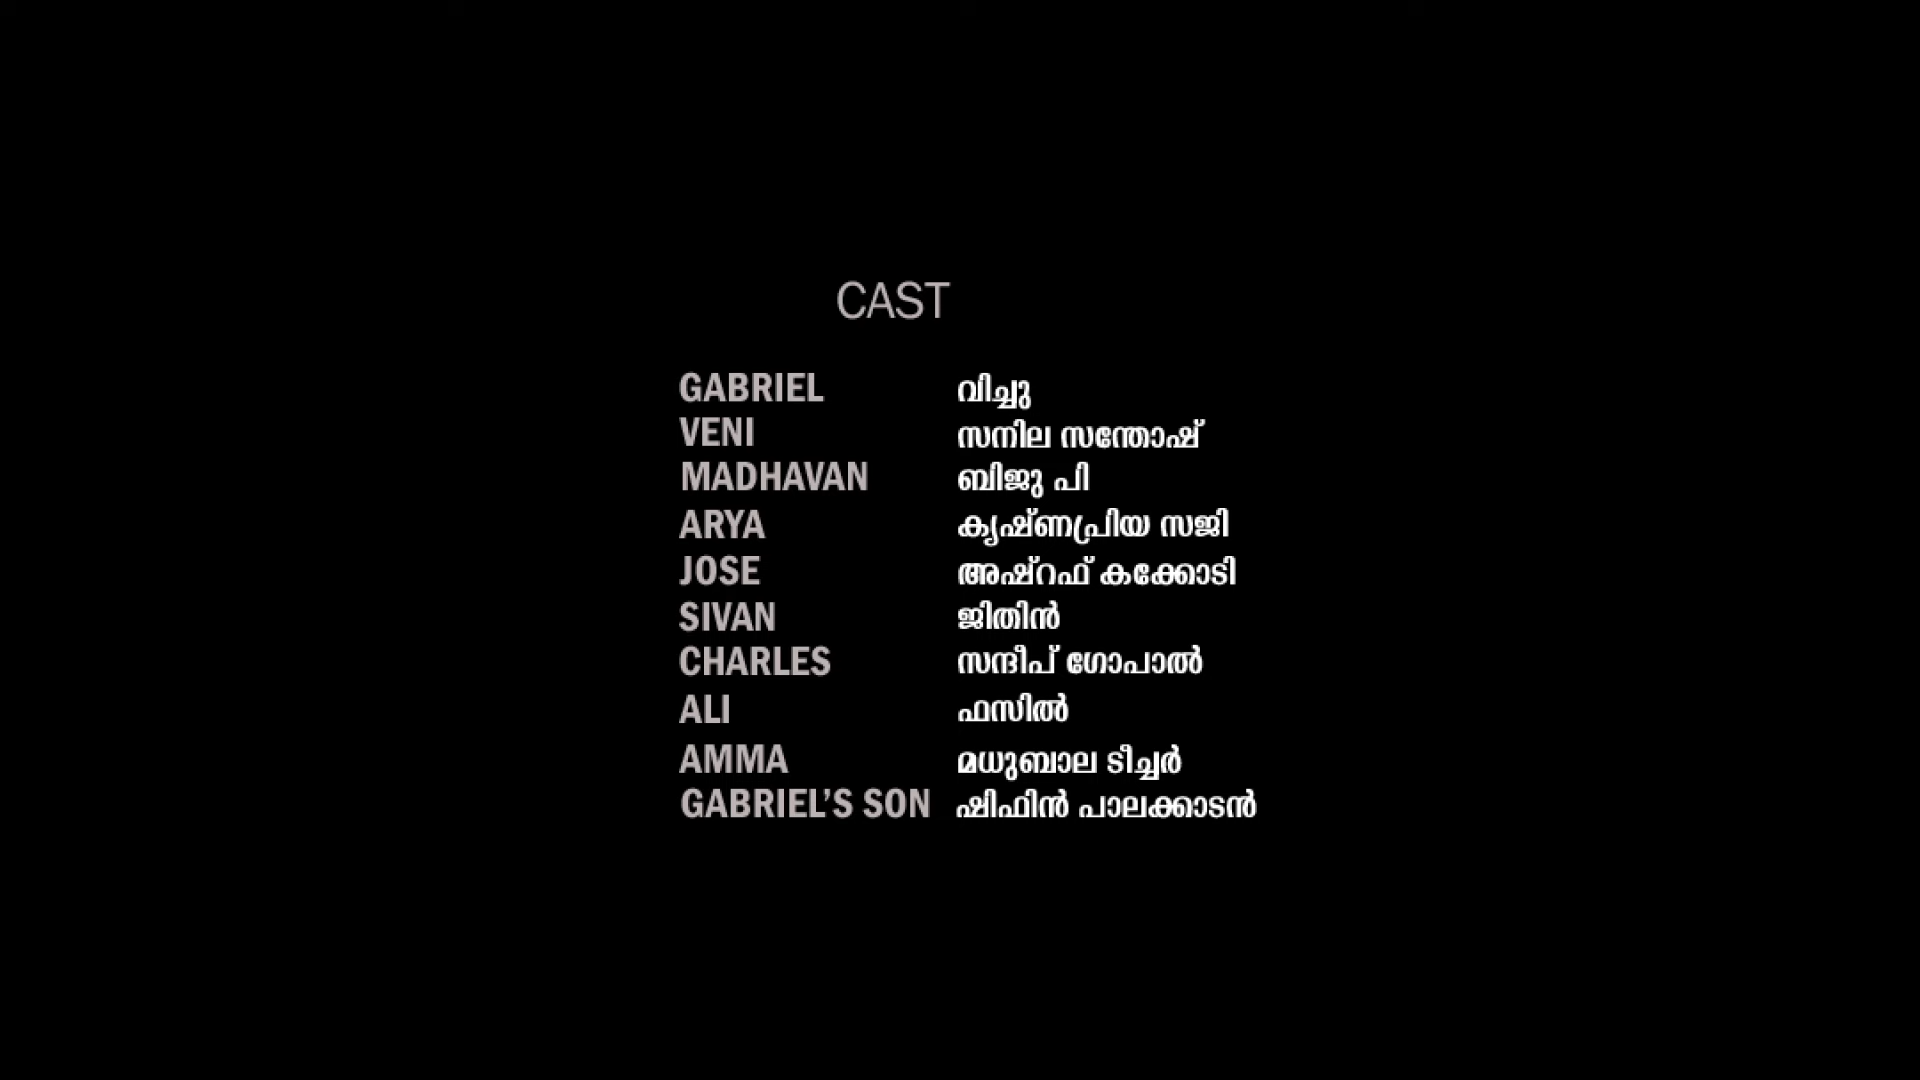 CAST
GABRIEL വിച്ചു
VENI സനില സന്തോഷ്
MADHAVAN ബിജു പി
ARYA കൃഷ്ണപ്രിയ സജി
JOSE അഷ്റഫ് കക്കോടി
SIVAN ജിതിൻ
CHARLES സന്ദീപ് ഗോപാൽ
ALI ഫസിൽ
AMMA മധുബാല ടീച്ചർ
GABRIEL’S SON ഷിഫിൻ പാലക്കാടൻ